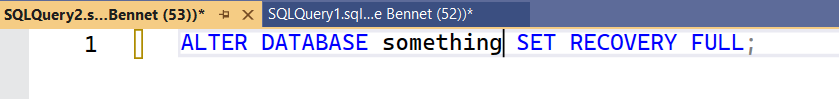 SQLQuery2.s...Bennet (53))* SQLQuery1.sql...e Bennet (52))*
1 ALTER DATABASE something SET RECOVERY FULL;